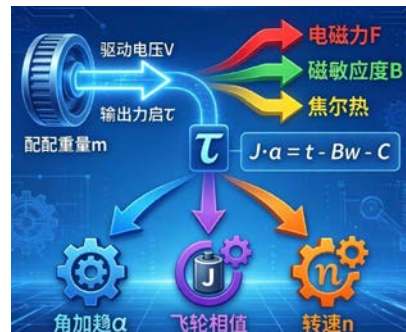 驱动电压V
输出力启τ
配配重量m
电磁力F
磁敏应度B
焦尔热
τ
J·a = t - Bw - C
J
n
角加趋α
飞轮相值
转速n